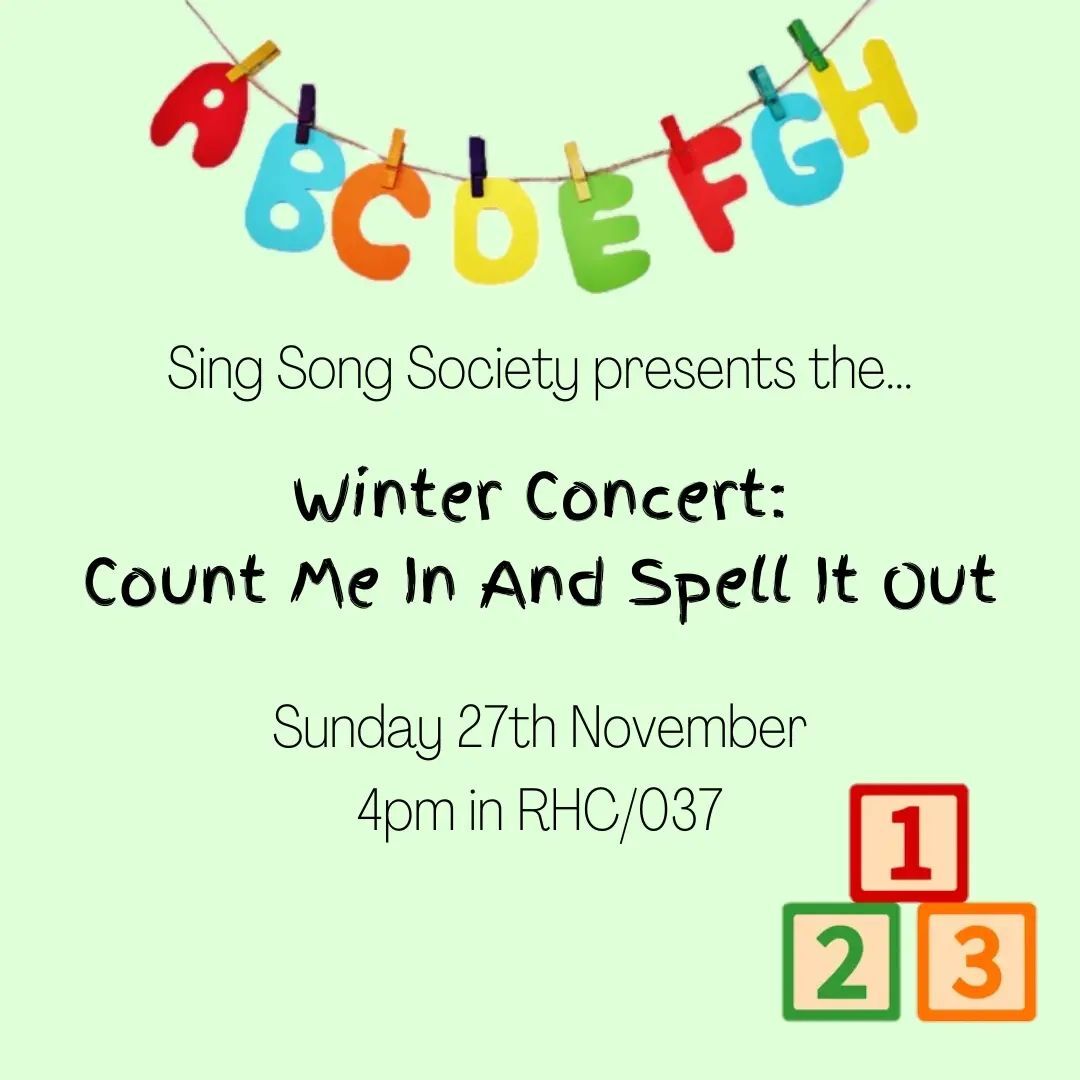 A B C D E F G H
Sing Song Society presents the...
Winter Concert:
Count Me In And Spell It Out
Sunday 27th November
4pm in RHC/037
1
2 3